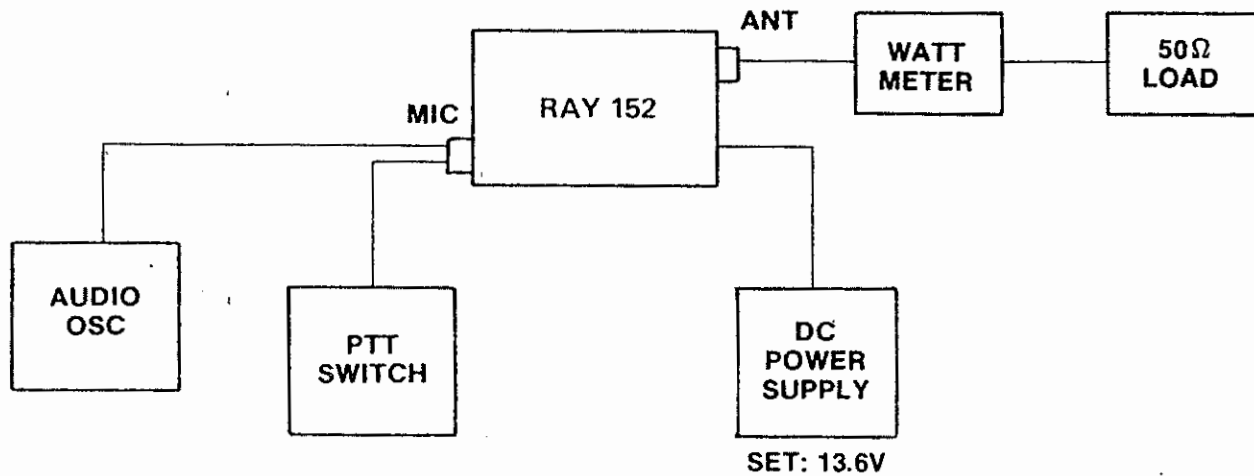 ANT
WATT
METER
50Ω
LOAD
MIC
RAY 152
AUDIO
OSC
PTT
SWITCH
DC
POWER
SUPPLY
SET: 13.6V